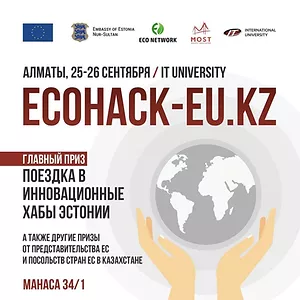 EMBASSY OF ESTONIA
NUR-SULTAN
ECO NETWORK
MOST
INTERNATIONAL
UNIVERSITY
АЛМАТЫ, 25-26 СЕНТЯБРЯ / IT UNIVERSITY
ECOHACK-EU.KZ
ГЛАВНЫЙ ПРИЗ
ПОЕЗДКА В
ИННОВАЦИОННЫЕ
ХАБЫ ЭСТОНИИ
А ТАКЖЕ ДРУГИЕ ПРИЗЫ
ОТ ПРЕДСТАВИТЕЛЬСТВА ЕС
И ПОСОЛЬСТВ СТРАН ЕС В КАЗАХСТАНЕ
МАНАСА 34/1